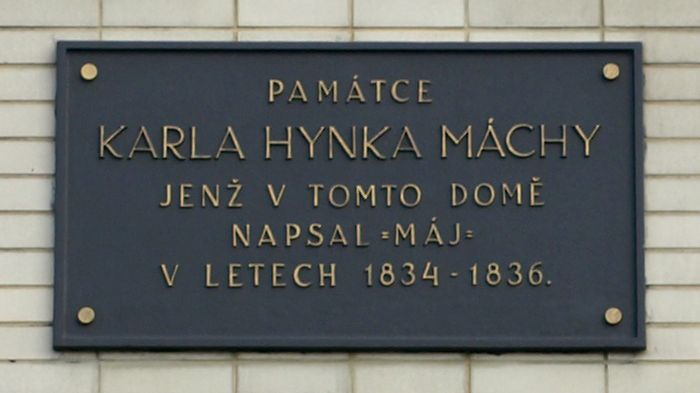 PAMÁTCE
KARLA HYNKA MÁCHY
JENŽ V TOMTO DOMĚ
NAPSAL "MÁJ"
V LETECH 1834 - 1836.